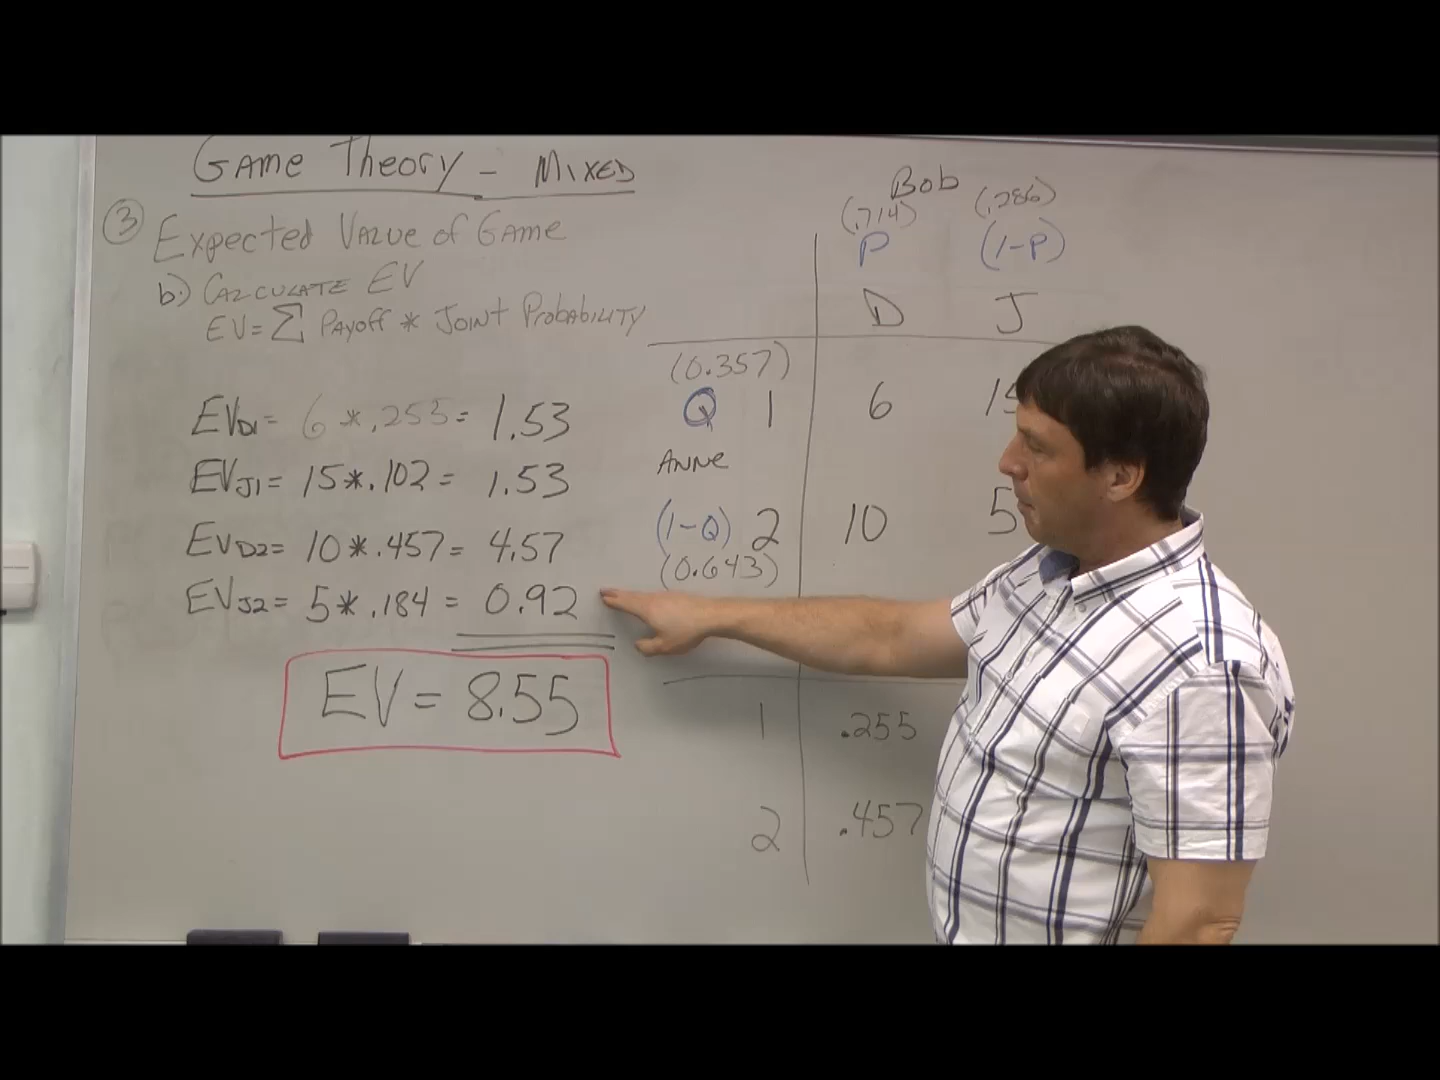 Game Theory - Mixed
③ Expected Value of Game
b.) Calculate EV
EV= Σ Payoff * Joint Probability
EVD1= 6 *.255= 1.53
EVJ1= 15*.102= 1.53
EVD2= 10*.457= 4.57
EVJ2= 5*.184= 0.92
EV= 8.55
Bob
(.714) (.286)
P (1-P)
D J
(0.357)
Q 1 6 15
Anne
(1-Q) 2 10 5
(0.643)
1 .255
2 .457